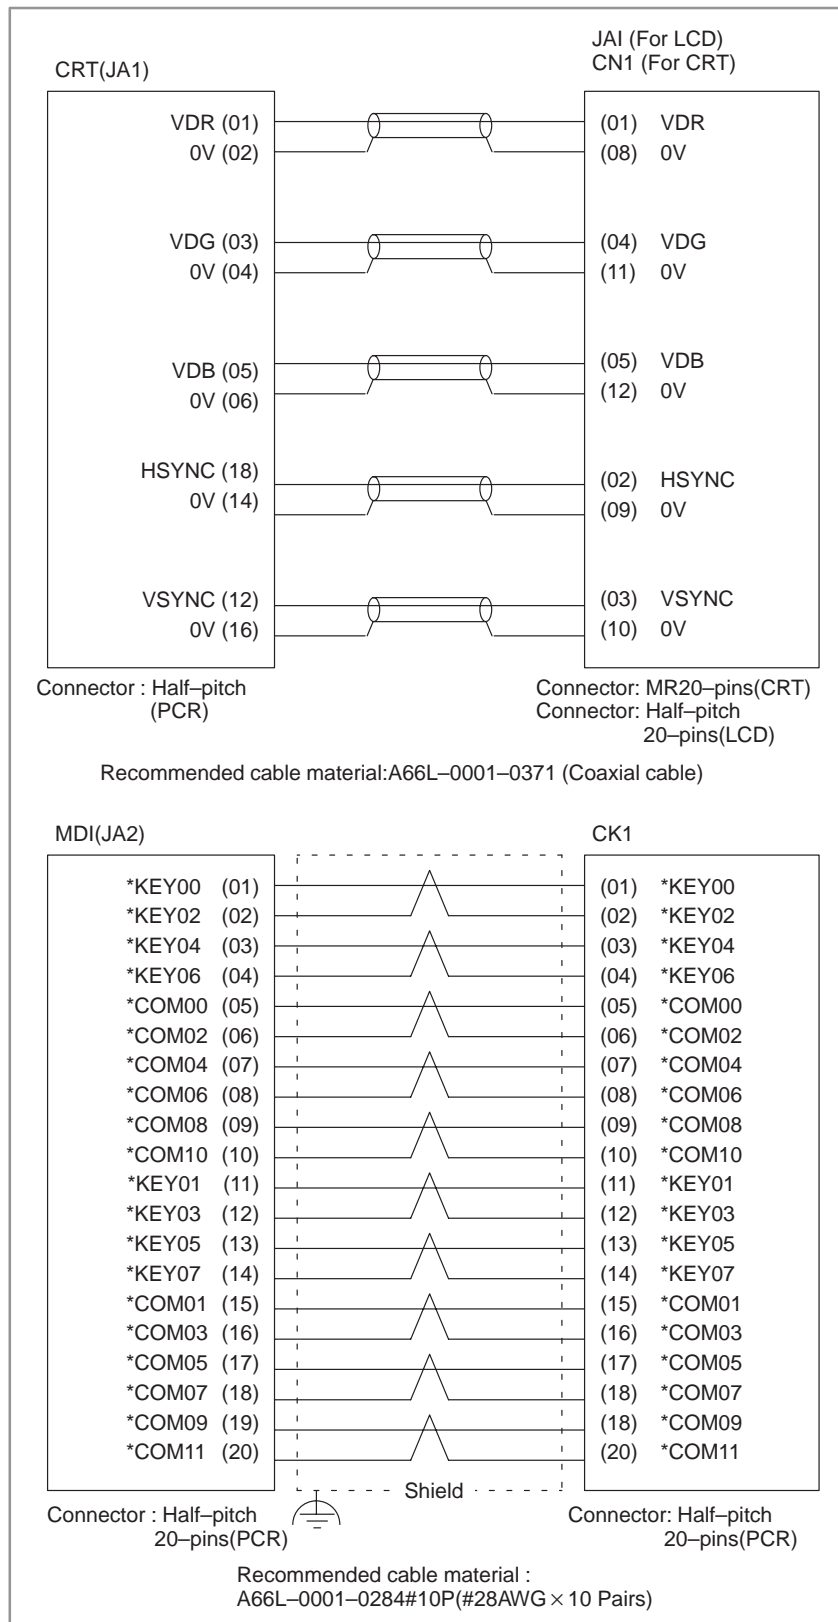 JAI (For LCD)
CN1 (For CRT)
CRT(JA1)
VDR (01)
(01) VDR
0V (02)
(08) 0V
VDG (03)
(04) VDG
0V (04)
(11) 0V
VDB (05)
(05) VDB
0V (06)
(12) 0V
HSYNC (18)
(02) HSYNC
0V (14)
(09) 0V
VSYNC (12)
(03) VSYNC
0V (16)
(10) 0V
Connector : Half–pitch
(PCR)
Connector: MR20–pins(CRT)
Connector: Half–pitch
20–pins(LCD)
Recommended cable material:A66L–0001–0371 (Coaxial cable)
MDI(JA2)
CK1
*KEY00 (01)
(01) *KEY00
*KEY02 (02)
(02) *KEY02
*KEY04 (03)
(03) *KEY04
*KEY06 (04)
(04) *KEY06
*COM00 (05)
(05) *COM00
*COM02 (06)
(06) *COM02
*COM04 (07)
(07) *COM04
*COM06 (08)
(08) *COM06
*COM08 (09)
(09) *COM08
*COM10 (10)
(10) *COM10
*KEY01 (11)
(11) *KEY01
*KEY03 (12)
(12) *KEY03
*KEY05 (13)
(13) *KEY05
*KEY07 (14)
(14) *KEY07
*COM01 (15)
(15) *COM01
*COM03 (16)
(16) *COM03
*COM05 (17)
(17) *COM05
*COM07 (18)
(18) *COM07
*COM09 (19)
(18) *COM09
*COM11 (20)
(20) *COM11
Shield
Connector : Half–pitch
20–pins(PCR)
Connector: Half–pitch
20–pins(PCR)
Recommended cable material :
A66L–0001–0284#10P(#28AWG×10 Pairs)